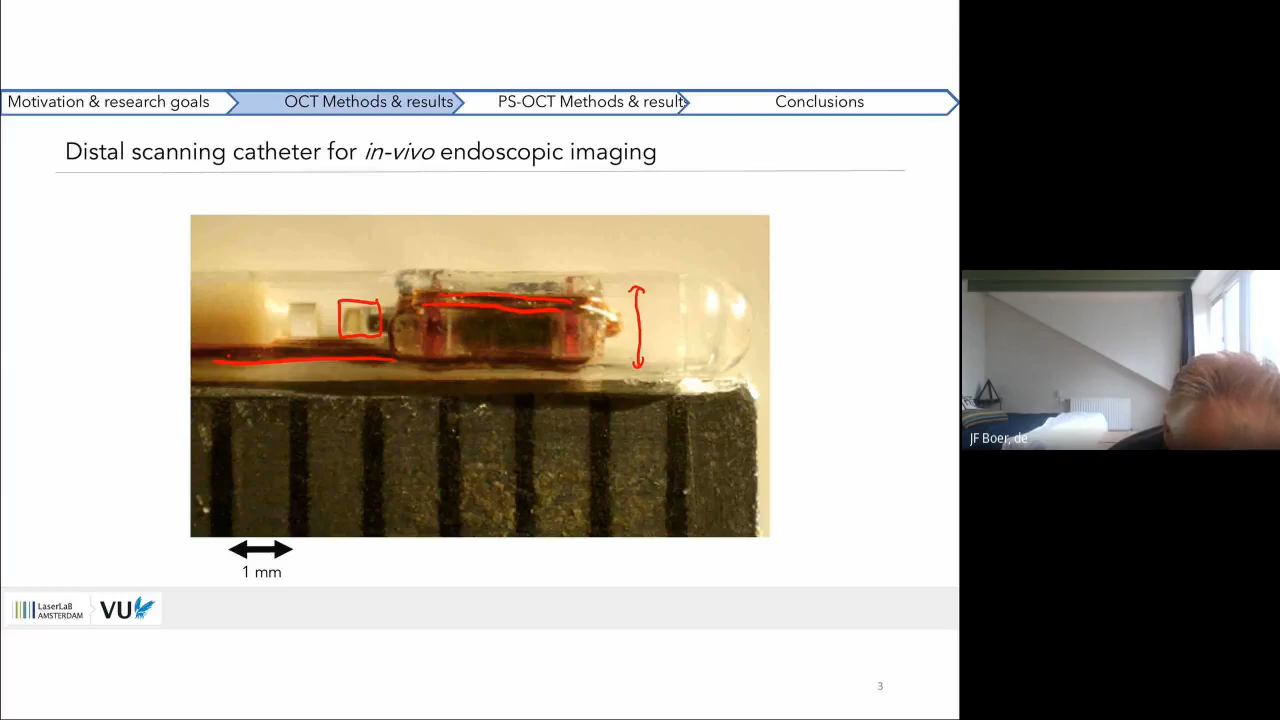 Motivation & research goals
OCT Methods & results
PS-OCT Methods & results
Conclusions
Distal scanning catheter for in-vivo endoscopic imaging
JF Boer, de
1 mm
LaserLaB
AMSTERDAM
VU
3